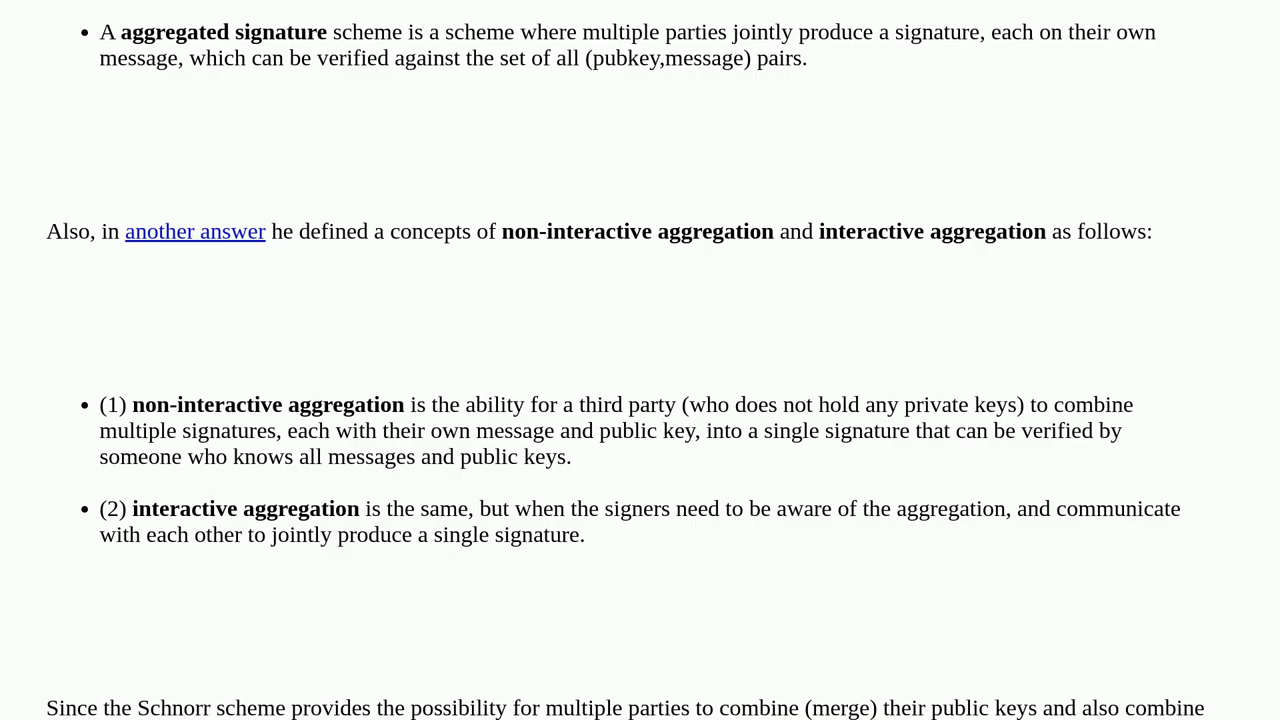 A aggregated signature scheme is a scheme where multiple parties jointly produce a signature, each on their own
message, which can be verified against the set of all (pubkey,message) pairs.
Also, in another answer he defined a concepts of non-interactive aggregation and interactive aggregation as follows:
(1) non-interactive aggregation is the ability for a third party (who does not hold any private keys) to combine
multiple signatures, each with their own message and public key, into a single signature that can be verified by
someone who knows all messages and public keys.
(2) interactive aggregation is the same, but when the signers need to be aware of the aggregation, and communicate
with each other to jointly produce a single signature.
Since the Schnorr scheme provides the possibility for multiple parties to combine (merge) their public keys and also combine